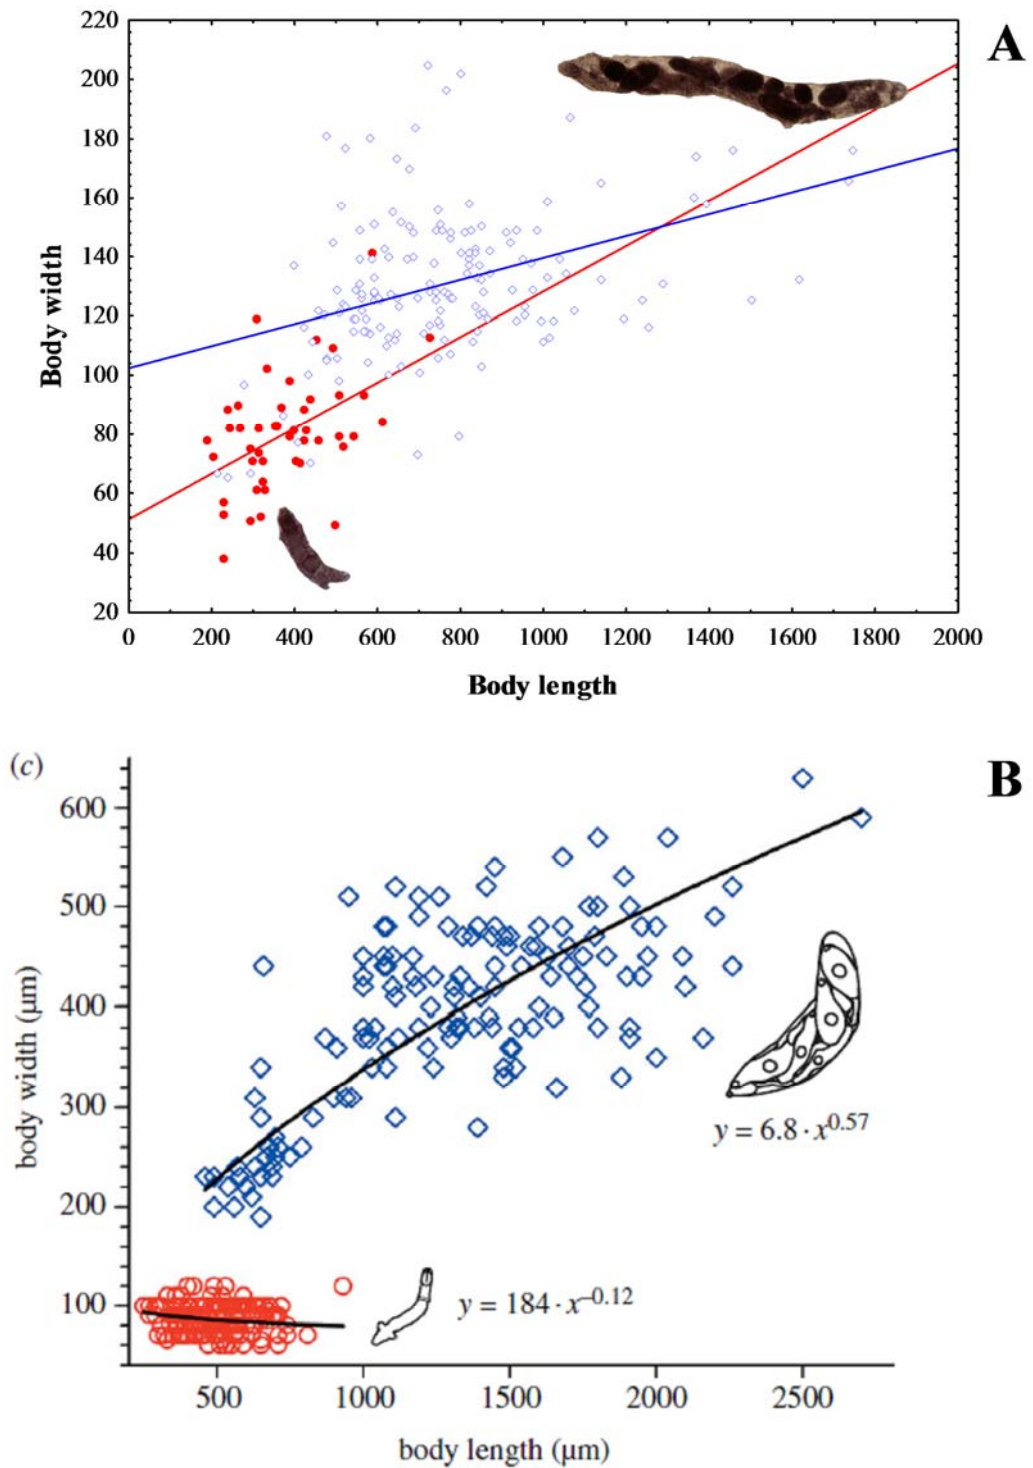 A
220
200
180
160
140
120
100
80
60
40
20
Body width
0 200 400 600 800 1000 1200 1400 1600 1800 2000
Body length
(c)
B
600
500
400
300
200
100
body width (μm)
y = 6.8 · x^0.57
y = 184 · x^–0.12
500 1000 1500 2000 2500
body length (μm)